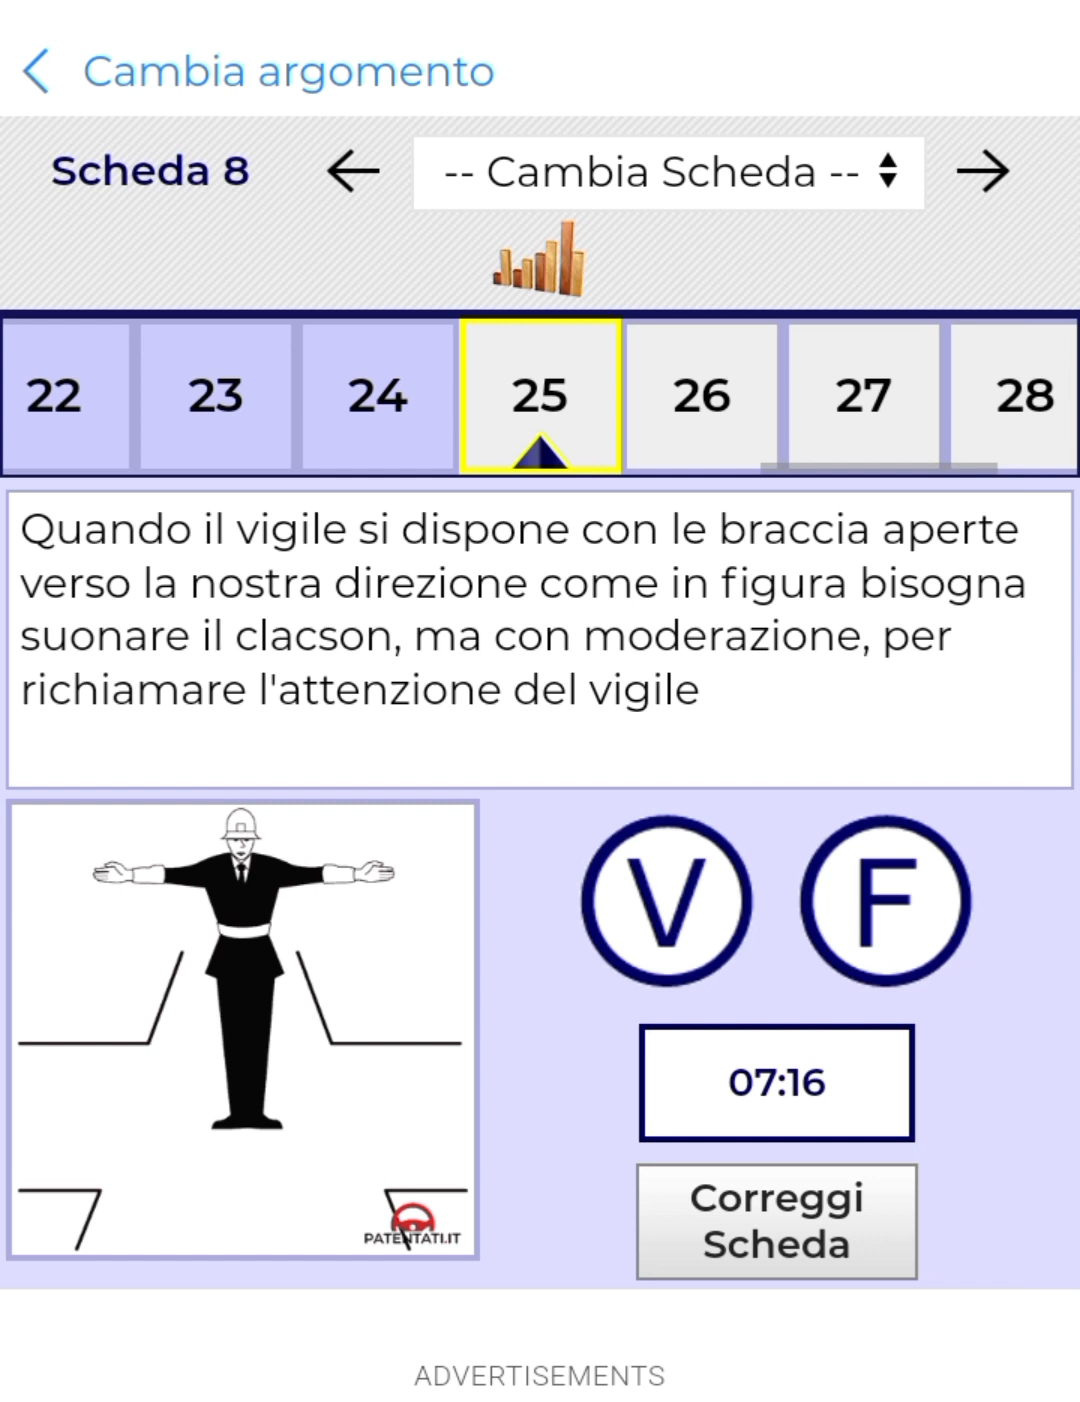 Cambia argomento
Scheda 8
-- Cambia Scheda --
22 23 24 25 26 27 28
Quando il vigile si dispone con le braccia aperte
verso la nostra direzione come in figura bisogna
suonare il clacson, ma con moderazione, per
richiamare l'attenzione del vigile
V F
07:16
PATENTATI.IT
Correggi
Scheda
ADVERTISEMENTS